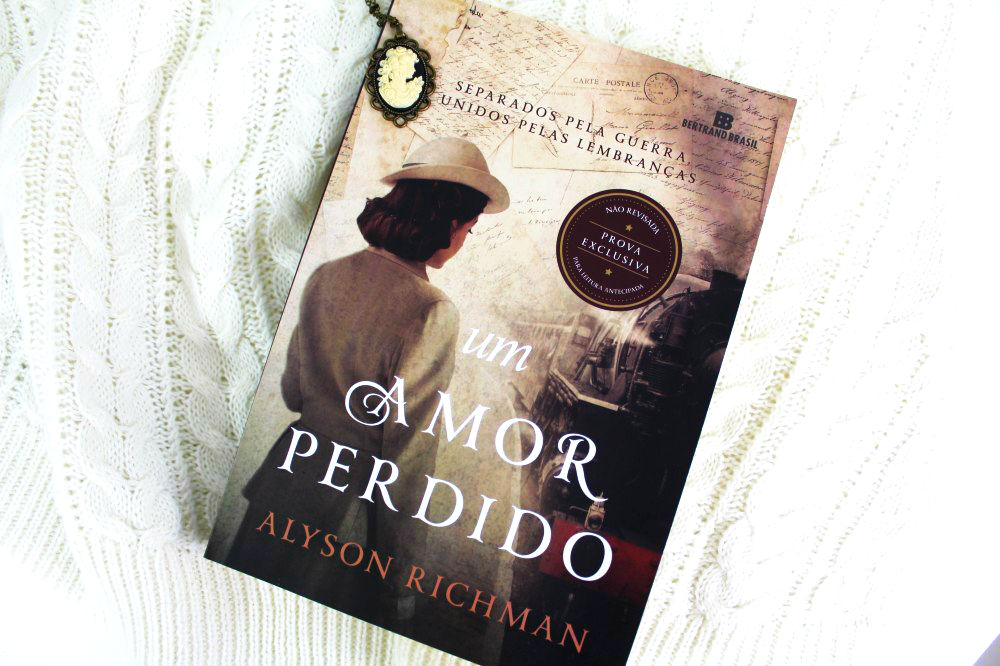 CARTE POSTALE
SEPARADOS PELA GUERRA,
UNIDOS PELAS LEMBRANÇAS
BB
BERTRAND BRASIL
NÃO REVISADA
PROVA
EXCLUSIVA
PARA LEITURA ANTECIPADA
um
AMOR
PERDIDO
ALYSON RICHMAN